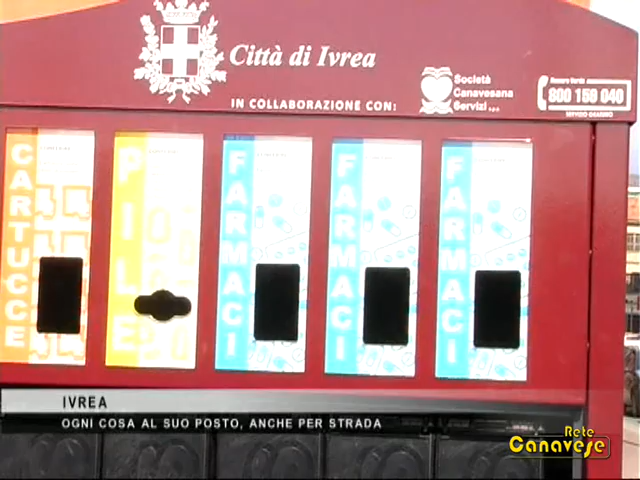 Città di Ivrea
IN COLLABORAZIONE CON:
Società
Canavesana
Servizi
800 159 040
CARTUCCE
PILE
FARMACI
FARMACI
FARMACI
IVREA
OGNI COSA AL SUO POSTO, ANCHE PER STRADA
Rete
Canavese